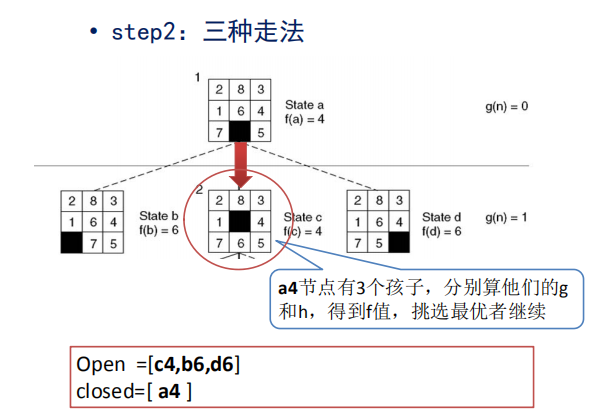 • step2：三种走法
1
2 8 3
1 6 4
7 5
State a
f(a) = 4
g(n) = 0
2 8 3
1 6 4
7 5
State b
f(b) = 6
2
2 8 3
1 4
7 6 5
State c
f(c) = 4
2 8 3
1 6 4
7 5
State d
f(d) = 6
g(n) = 1
a4节点有3个孩子，分别算他们的g
和h，得到f值，挑选最优者继续
Open =[c4,b6,d6]
closed=[ a4 ]